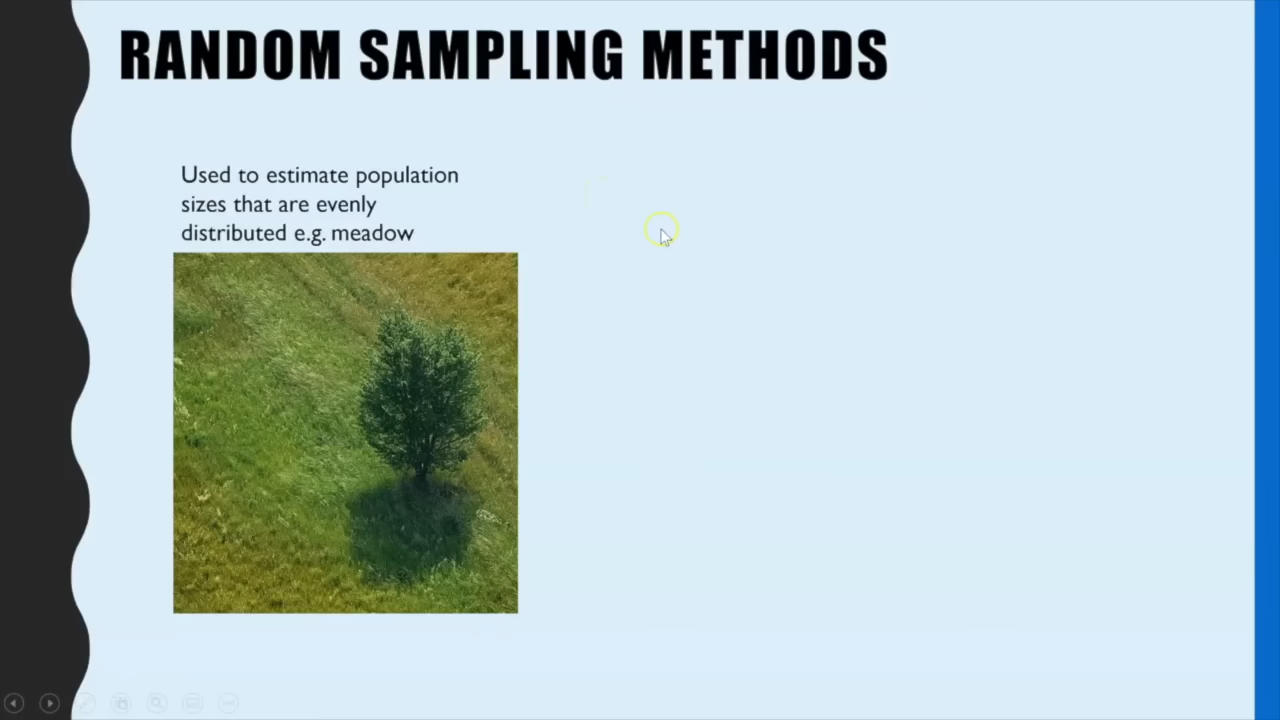 RANDOM SAMPLING METHODS
Used to estimate population
sizes that are evenly
distributed e.g. meadow